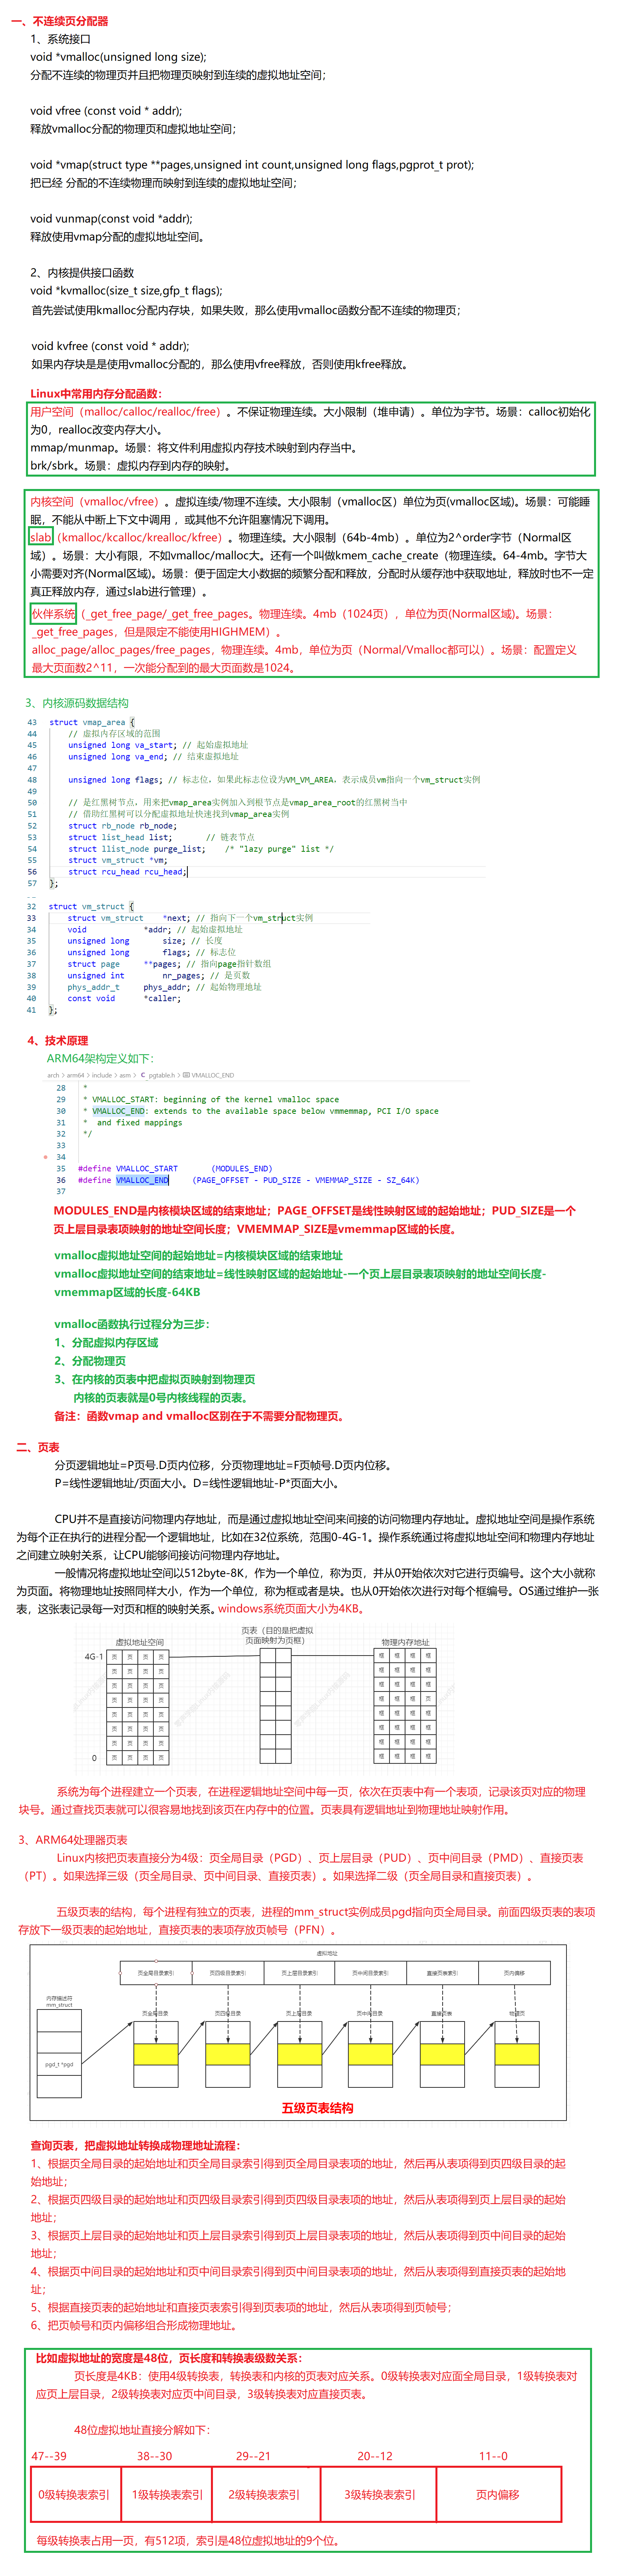 一、不连续页分配器
1、系统接口
void *vmalloc(unsigned long size);
分配不连续的物理页并且把物理页映射到连续的虚拟地址空间；
void vfree (const void * addr);
释放vmalloc分配的物理页和虚拟地址空间；
void *vmap(struct type **pages,unsigned int count,unsigned long flags,pgprot_t prot);
把已经 分配的不连续物理而映射到连续的虚拟地址空间；
void vunmap(const void *addr);
释放使用vmap分配的虚拟地址空间。
2、内核提供接口函数
void *kvmalloc(size_t size,gfp_t flags);
首先尝试使用kmalloc分配内存块，如果失败，那么使用vmalloc函数分配不连续的物理页；
void kvfree (const void * addr);
如果内存块是是使用vmalloc分配的，那么使用vfree释放，否则使用kfree释放。
Linux中常用内存分配函数：
用户空间（malloc/calloc/realloc/free）。不保证物理连续。大小限制（堆申请）。单位为字节。场景：calloc初始化
为0，realloc改变内存大小。
mmap/munmap。场景：将文件利用虚拟内存技术映射到内存当中。
brk/sbrk。场景：虚拟内存到内存的映射。
内核空间（vmalloc/vfree）。虚拟连续/物理不连续。大小限制（vmalloc区）单位为页(vmalloc区域)。场景：可能睡
眠，不能从中断上下文中调用 ，或其他不允许阻塞情况下调用。
slab（kmalloc/kcalloc/krealloc/kfree）。物理连续。大小限制（64b-4mb）。单位为2^order字节（Normal区
域）。场景：大小有限，不如vmalloc/malloc大。还有一个叫做kmem_cache_create（物理连续。64-4mb。字节大
小需要对齐(Normal区域)。场景：便于固定大小数据的频繁分配和释放，分配时从缓存池中获取地址，释放时也不一定
真正释放内存，通过slab进行管理）。
伙伴系统（_get_free_page/_get_free_pages。物理连续。4mb（1024页），单位为页(Normal区域)。场景：
_get_free_pages，但是限定不能使用HIGHMEM）。
alloc_page/alloc_pages/free_pages，物理连续。4mb，单位为页（Normal/Vmalloc都可以）。场景：配置定义
最大页面数2^11，一次能分配到的最大页面数是1024。
3、内核源码数据结构
43 struct vmap_area {
44 // 虚拟内存区域的范围
45 unsigned long va_start; // 起始虚拟地址
46 unsigned long va_end; // 结束虚拟地址
47
48 unsigned long flags; // 标志位，如果此标志位设为VM_VM_AREA，表示成员vm指向一个vm_struct实例
49
50 // 是红黑树节点，用来把vmap_area实例加入到根节点是vmap_area_root的红黑树当中
51 // 借助红黑树可以分配虚拟地址快速找到vmap_area实例
52 struct rb_node rb_node;
53 struct list_head list; // 链表节点
54 struct llist_node purge_list; /* "lazy purge" list */
55 struct vm_struct *vm;
56 struct rcu_head rcu_head;
57 };
32 struct vm_struct {
33 struct vm_struct *next; // 指向下一个vm_struct实例
34 void *addr; // 起始虚拟地址
35 unsigned long size; // 长度
36 unsigned long flags; // 标志位
37 struct page **pages; // 指向page指针数组
38 unsigned int nr_pages; // 是页数
39 phys_addr_t phys_addr; // 起始物理地址
40 const void *caller;
41 };
4、技术原理
ARM64架构定义如下：
arch > arm64 > include > asm > C pgtable.h > VMALLOC_END
28 *
29 * VMALLOC_START: beginning of the kernel vmalloc space
30 * VMALLOC_END: extends to the available space below vmmemmap, PCI I/O space
31 * and fixed mappings
32 */
33
34
35 #define VMALLOC_START (MODULES_END)
36 #define VMALLOC_END (PAGE_OFFSET - PUD_SIZE - VMEMMAP_SIZE - SZ_64K)
37
MODULES_END是内核模块区域的结束地址；PAGE_OFFSET是线性映射区域的起始地址；PUD_SIZE是一个
页上层目录表项映射的地址空间长度；VMEMMAP_SIZE是vmemmap区域的长度。
vmalloc虚拟地址空间的起始地址=内核模块区域的结束地址
vmalloc虚拟地址空间的结束地址=线性映射区域的起始地址-一个页上层目录表项映射的地址空间长度-
vmemmap区域的长度-64KB
vmalloc函数执行过程分为三步：
1、分配虚拟内存区域
2、分配物理页
3、在内核的页表中把虚拟页映射到物理页
内核的页表就是0号内核线程的页表。
备注：函数vmap and vmalloc区别在于不需要分配物理页。
二、页表
分页逻辑地址=P页号.D页内位移，分页物理地址=F页帧号.D页内位移。
P=线性逻辑地址/页面大小。D=线性逻辑地址-P*页面大小。
CPU并不是直接访问物理内存地址，而是通过虚拟地址空间来间接的访问物理内存地址。虚拟地址空间是操作系统
为每个正在执行的进程分配一个逻辑地址，比如在32位系统，范围0-4G-1。操作系统通过将虚拟地址空间和物理内存地址
之间建立映射关系，让CPU能够间接访问物理内存地址。
一般情况将虚拟地址空间以512byte-8K，作为一个单位，称为页，并从0开始依次对它进行页编号。这个大小就称
为页面。将物理地址按照同样大小，作为一个单位，称为框或者是块。也从0开始依次进行对每个框编号。OS通过维护一张
表，这张表记录每一对页和框的映射关系。windows系统页面大小为4KB。
虚拟地址空间
页表（目的是把虚拟
页面映射为页框）
物理内存地址
4G-1
页 页 页 页
框 框 框 框
页 页 页 页
框 框 框 框
页 页 页 页
框 框 框 框
页 页 页 页
框 框 框 页
页 页 页 页
框 框 框 框
页 页 页 页
框 框 框 框
页 页 页 页
框 框 框 框
0
页 页 页 页
框 框 框 框
系统为每个进程建立一个页表，在进程逻辑地址空间中每一页，依次在页表中有一个表项，记录该页对应的物理
块号。通过查找页表就可以很容易地找到该页在内存中的位置。页表具有逻辑地址到物理地址映射作用。
3、ARM64处理器页表
Linux内核把页表直接分为4级：页全局目录（PGD）、页上层目录（PUD）、页中间目录（PMD）、直接页表
（PT）。如果选择三级（页全局目录、页中间目录、直接页表）。如果选择二级（页全局目录和直接页表）。
五级页表的结构，每个进程有独立的页表，进程的mm_struct实例成员pgd指向页全局目录。前面四级页表的表项
存放下一级页表的起始地址，直接页表的表项存放页帧号（PFN）。
虚拟地址
页全局目录索引 页四级目录索引 页上层目录索引 页中间目录索引 直接页表索引 页内偏移
内存描述符
mm_struct
页全局目录 页四级目录 页上层目录 页中间目录 直接页表 物理页
pgd_t *pgd
五级页表结构
查询页表，把虚拟地址转换成物理地址流程：
1、根据页全局目录的起始地址和页全局目录索引得到页全局目录表项的地址，然后再从表项得到页四级目录的起
始地址；
2、根据页四级目录的起始地址和页四级目录索引得到页四级目录表项的地址，然后从表项得到页上层目录的起始
地址；
3、根据页上层目录的起始地址和页上层目录索引得到页上层目录表项的地址，然后从表项得到页中间目录的起始
地址；
4、根据页中间目录的起始地址和页中间目录索引得到页中间目录表项的地址，然后从表项得到直接页表的起始地
址；
5、根据直接页表的起始地址和直接页表索引得到页表项的地址，然后从表项得到页帧号；
6、把页帧号和页内偏移组合形成物理地址。
比如虚拟地址的宽度是48位，页长度和转换表级数关系：
页长度是4KB：使用4级转换表，转换表和内核的页表对应关系。0级转换表对应面全局目录，1级转换表对
应页上层目录，2级转换表对应页中间目录，3级转换表对应直接页表。
48位虚拟地址直接分解如下：
47--39 38--30 29--21 20--12 11--0
0级转换表索引 1级转换表索引 2级转换表索引 3级转换表索引 页内偏移
每级转换表占用一页，有512项，索引是48位虚拟地址的9个位。